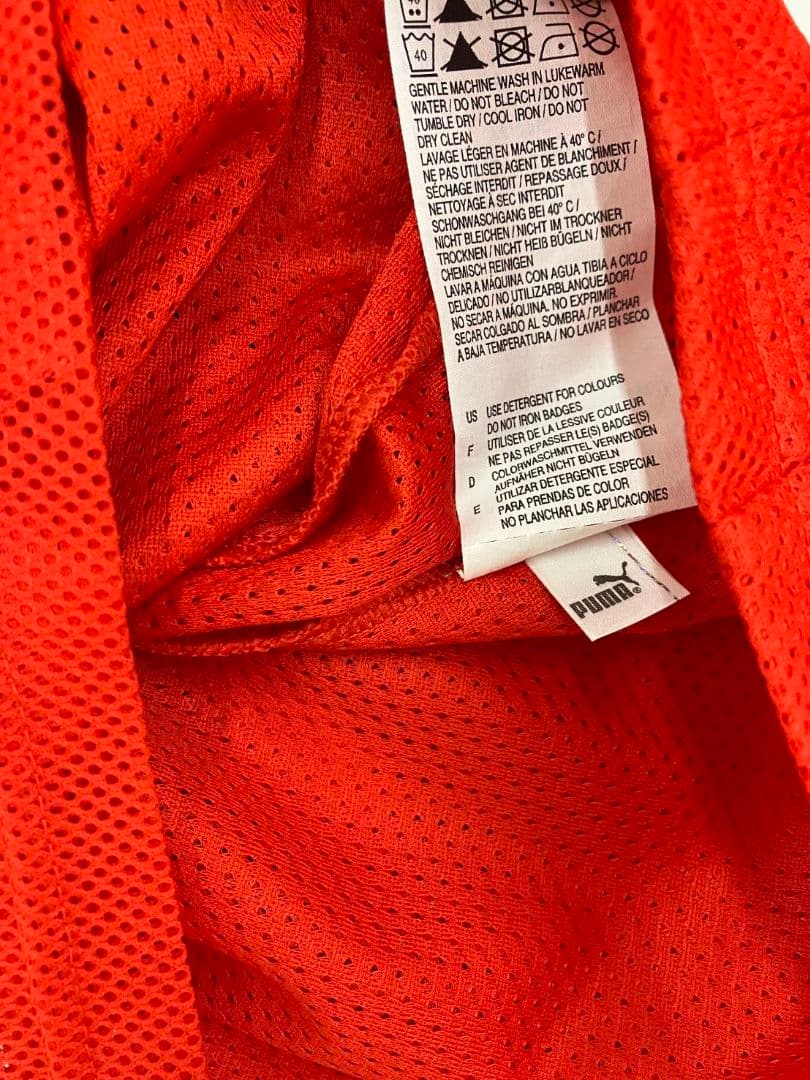 40
40
GENTLE MACHINE WASH IN LUKEWARM
WATER / DO NOT BLEACH / DO NOT
TUMBLE DRY / COOL IRON / DO NOT
DRY CLEAN
LAVAGE LÉGER EN MACHINE À 40° C /
NE PAS UTILISER AGENT DE BLANCHIMENT /
SÉCHAGE INTERDIT / REPASSAGE DOUX /
NETTOYAGE À SEC INTERDIT
SCHONWASCHGANG BEI 40° C /
NICHT BLEICHEN / NICHT IM TROCKNER
TROCKNEN / NICHT HEIß BÜGELN / NICHT
CHEMISCH REINIGEN
LAVAR A MÁQUINA CON AGUA TIBIA A CICLO
DELICADO / NO UTILIZARBLANQUEADOR /
NO SECAR A MÁQUINA. NO EXPRIMIR.
SECAR COLGADO AL SOMBRA / PLANCHAR
A BAJA TEMPERATURA / NO LAVAR EN SECO
US USE DETERGENT FOR COLOURS
DO NOT IRON BADGES
F UTILISER DE LA LESSIVE COULEUR
NE PAS REPASSER LE(S) BADGE(S)
D COLORWASCHMITTEL VERWENDEN
AUFNÄHER NICHT BÜGELN
E UTILIZAR DETERGENTE ESPECIAL
PARA PRENDAS DE COLOR
NO PLANCHAR LAS APLICACIONES
PUMA®